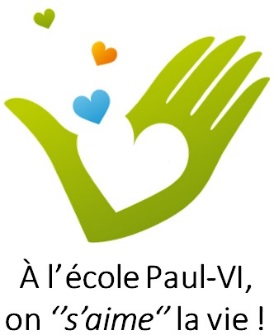 À l’école Paul-VI,
on ‘’s’aime‘’ la vie !